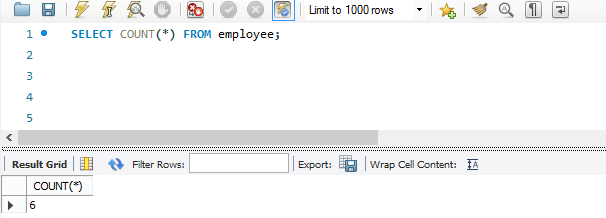 Limit to 1000 rows
1 SELECT COUNT(*) FROM employee;
2
3
4
5
Result Grid Filter Rows: Export: Wrap Cell Content:
COUNT(*)
6